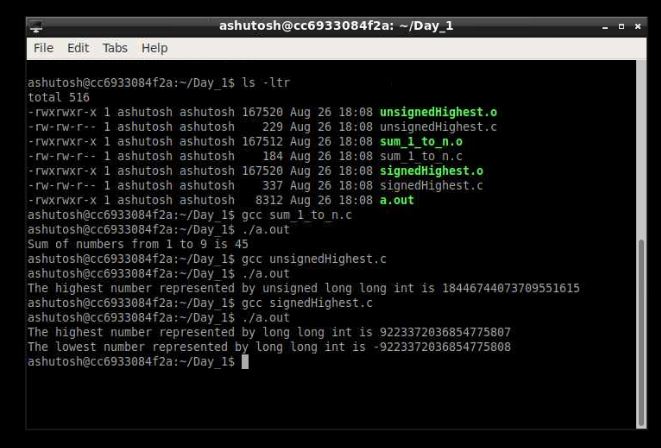 ashutosh@cc6933084f2a: ~/Day_1
File Edit Tabs Help
ashutosh@cc6933084f2a:~/Day_1$ ls -ltr
total 516
-rwxrwxr-x 1 ashutosh ashutosh 167520 Aug 26 18:08 unsignedHighest.o
-rw-rw-r-- 1 ashutosh ashutosh    229 Aug 26 18:08 unsignedHighest.c
-rwxrwxr-x 1 ashutosh ashutosh 167512 Aug 26 18:08 sum_1_to_n.o
-rw-rw-r-- 1 ashutosh ashutosh    184 Aug 26 18:08 sum_1_to_n.c
-rwxrwxr-x 1 ashutosh ashutosh 167520 Aug 26 18:08 signedHighest.o
-rw-rw-r-- 1 ashutosh ashutosh    337 Aug 26 18:08 signedHighest.c
-rwxrwxr-x 1 ashutosh ashutosh   8312 Aug 26 18:08 a.out
ashutosh@cc6933084f2a:~/Day_1$ gcc sum_1_to_n.c
ashutosh@cc6933084f2a:~/Day_1$ ./a.out
Sum of numbers from 1 to 9 is 45
ashutosh@cc6933084f2a:~/Day_1$ gcc unsignedHighest.c
ashutosh@cc6933084f2a:~/Day_1$ ./a.out
The highest number represented by unsigned long long int is 18446744073709551615
ashutosh@cc6933084f2a:~/Day_1$ gcc signedHighest.c
ashutosh@cc6933084f2a:~/Day_1$ ./a.out
The highest number represented by long long int is 9223372036854775807
The lowest number represented by long long int is -9223372036854775808
ashutosh@cc6933084f2a:~/Day_1$